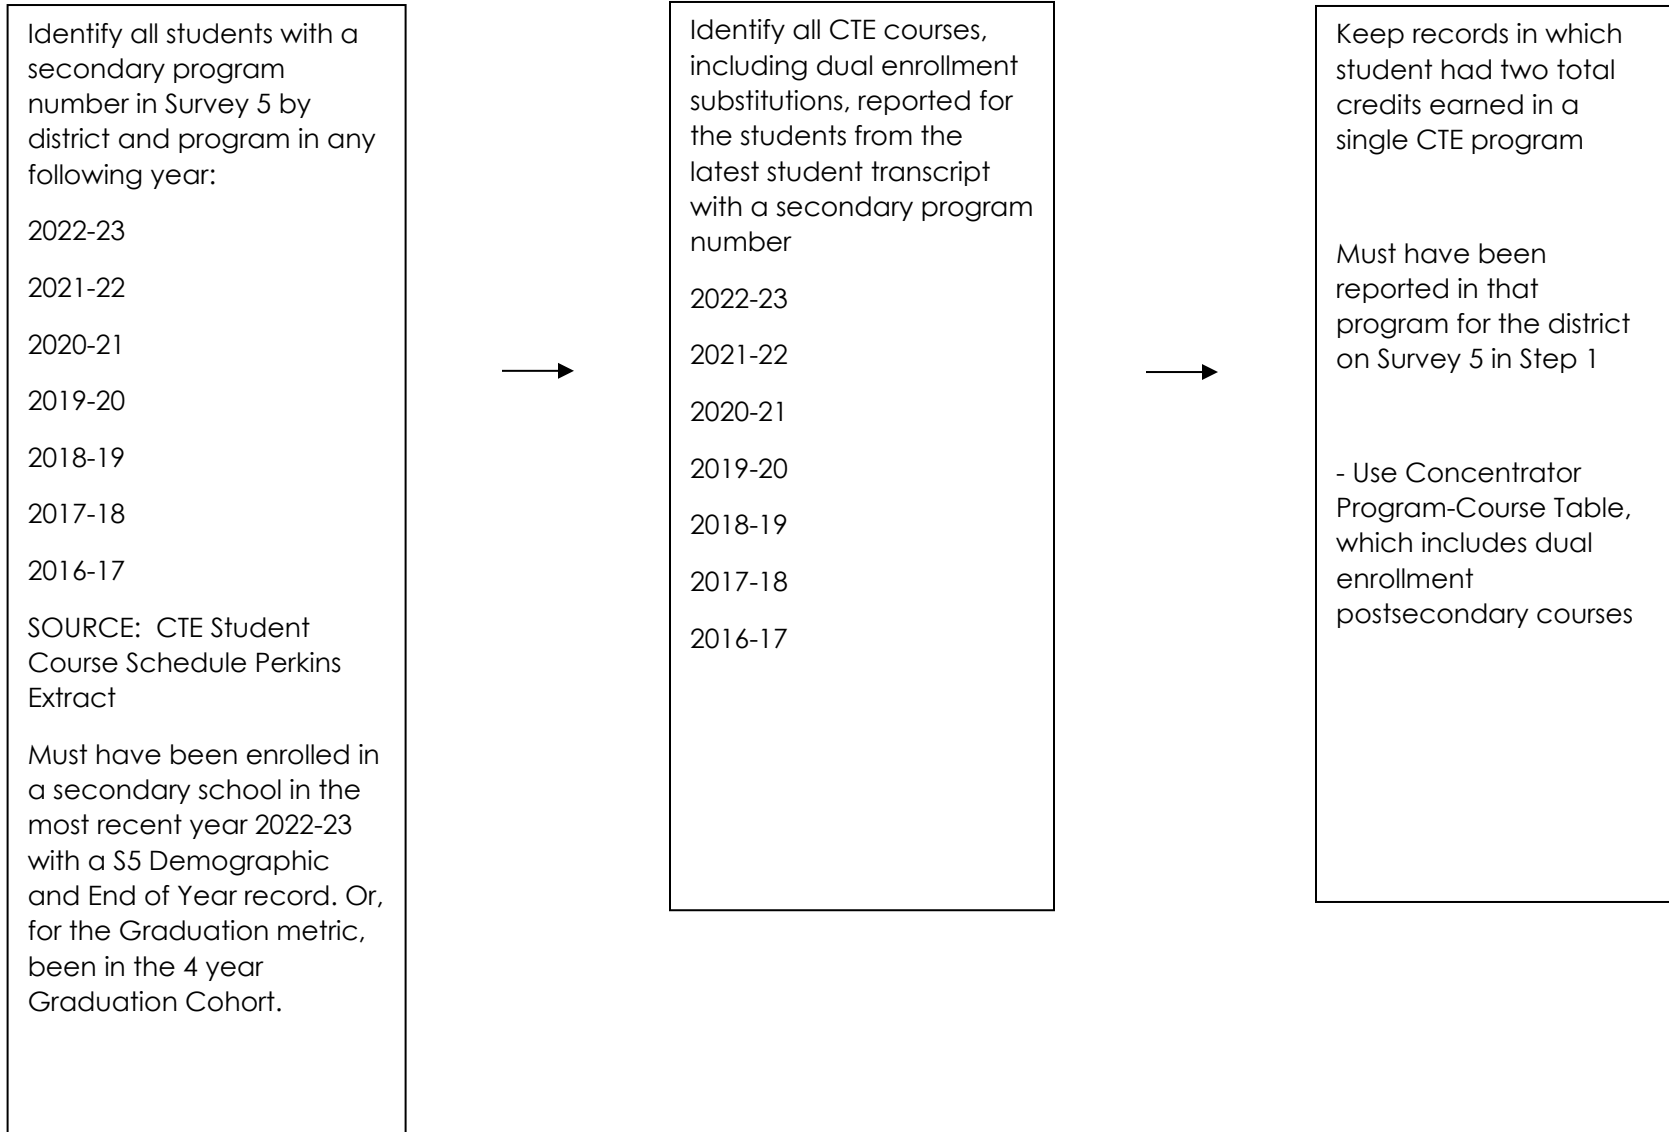 Identify all students with a
secondary program
number in Survey 5 by
district and program in any
following year:
2022-23
2021-22
2020-21
2019-20
2018-19
2017-18
2016-17
SOURCE:  CTE Student
Course Schedule Perkins
Extract
Must have been enrolled in
a secondary school in the
most recent year 2022-23
with a S5 Demographic
and End of Year record. Or,
for the Graduation metric,
been in the 4 year
Graduation Cohort.
Identify all CTE courses,
including dual enrollment
substitutions, reported for
the students from the
latest student transcript
with a secondary program
number
2022-23
2021-22
2020-21
2019-20
2018-19
2017-18
2016-17
Keep records in which
student had two total
credits earned in a
single CTE program
Must have been
reported in that
program for the district
on Survey 5 in Step 1
- Use Concentrator
Program-Course Table,
which includes dual
enrollment
postsecondary courses